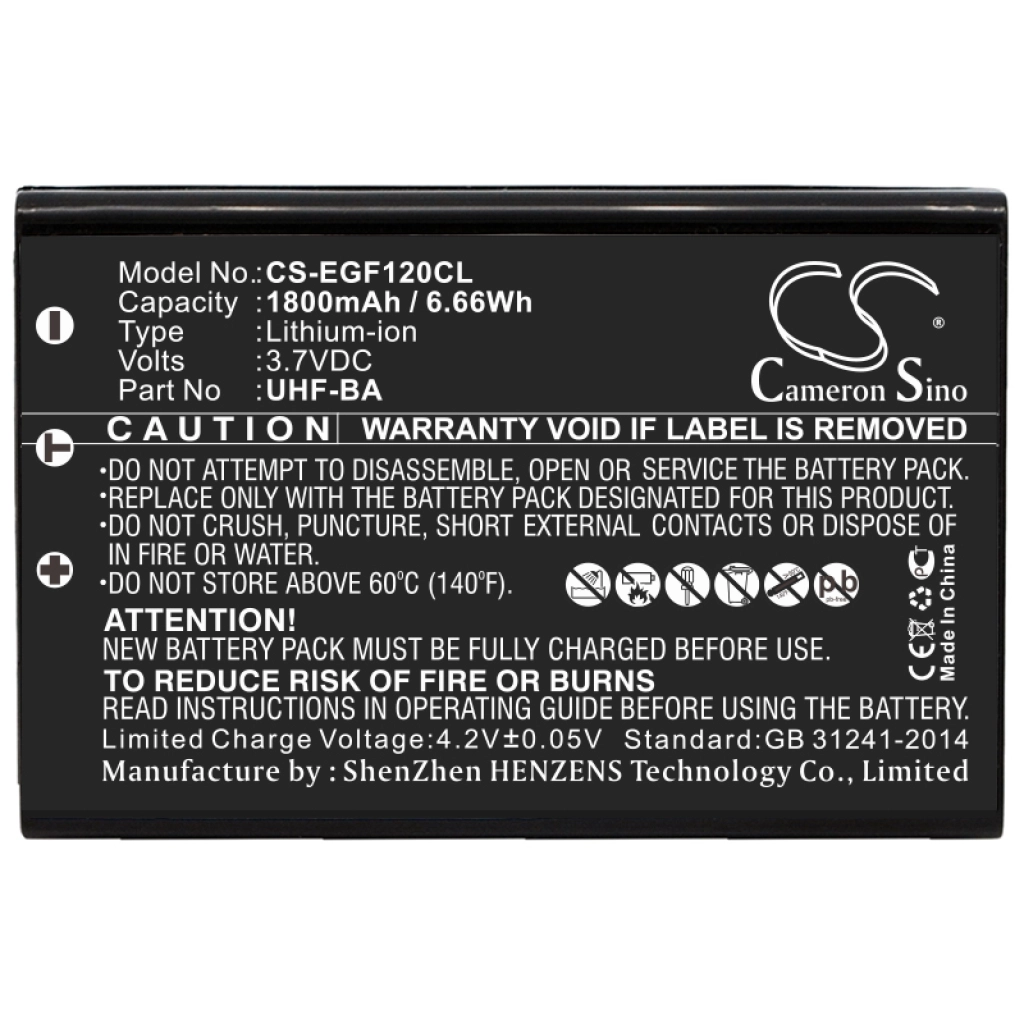 Model No.:CS-EGF120CL
Capacity :1800mAh / 6.66Wh
Type :Lithium-ion
Volts :3.7VDC
Part No :UHF-BA
®
Cameron Sino
T
CAUTION WARRANTY VOID IF LABEL IS REMOVED
•DO NOT ATTEMPT TO DISASSEMBLE, OPEN OR SERVICE THE BATTERY PACK.
•REPLACE ONLY WITH THE BATTERY PACK DESIGNATED FOR THIS PRODUCT.
•DO NOT CRUSH, PUNCTURE, SHORT EXTERNAL CONTACTS OR DISPOSE OF
IN FIRE OR WATER.
•DO NOT STORE ABOVE 60°C (140°F).
pb
pb-free
CE
PCT
Made In China
ATTENTION!
NEW BATTERY PACK MUST BE FULLY CHARGED BEFORE USE.
TO REDUCE RISK OF FIRE OR BURNS
READ INSTRUCTIONS IN OPERATING GUIDE BEFORE USING THE BATTERY.
Limited Charge Voltage:4.2V±0.05V Standard:GB 31241-2014
Manufacture by : ShenZhen HENZENS Technology Co., Limited